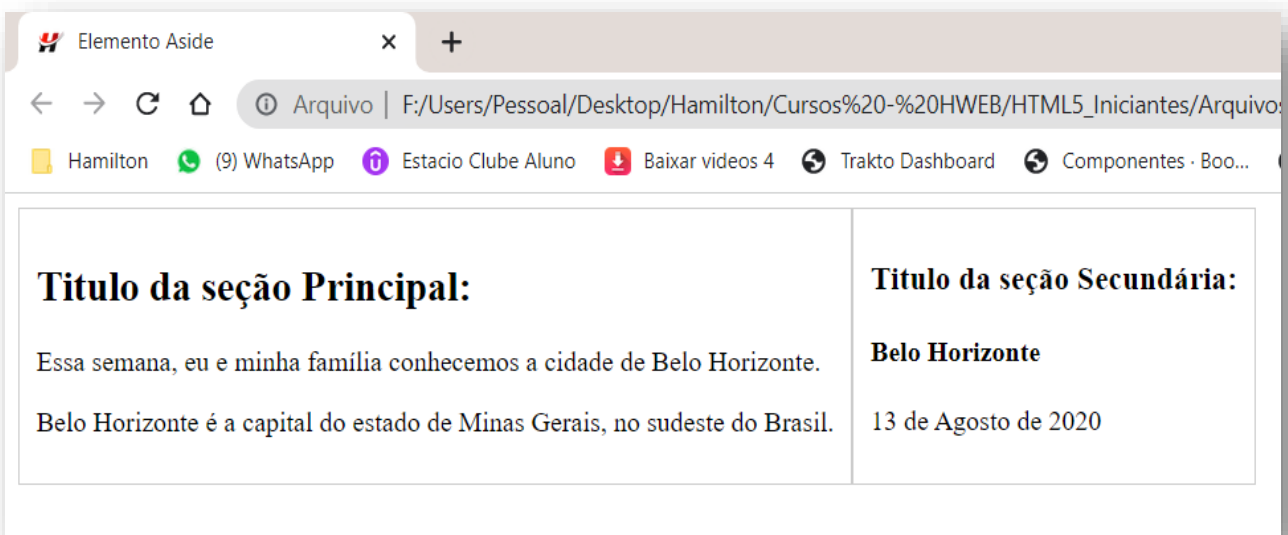 Elemento Aside
Arquivo | F:/Users/Pessoal/Desktop/Hamilton/Cursos%20-%20HWEB/HTML5_Iniciantes/Arquivos
Hamilton (9) WhatsApp Estacio Clube Aluno Baixar videos 4 Trakto Dashboard Componentes · Boo...
Titulo da seção Principal:
Essa semana, eu e minha família conhecemos a cidade de Belo Horizonte.
Belo Horizonte é a capital do estado de Minas Gerais, no sudeste do Brasil.
Titulo da seção Secundária:
Belo Horizonte
13 de Agosto de 2020